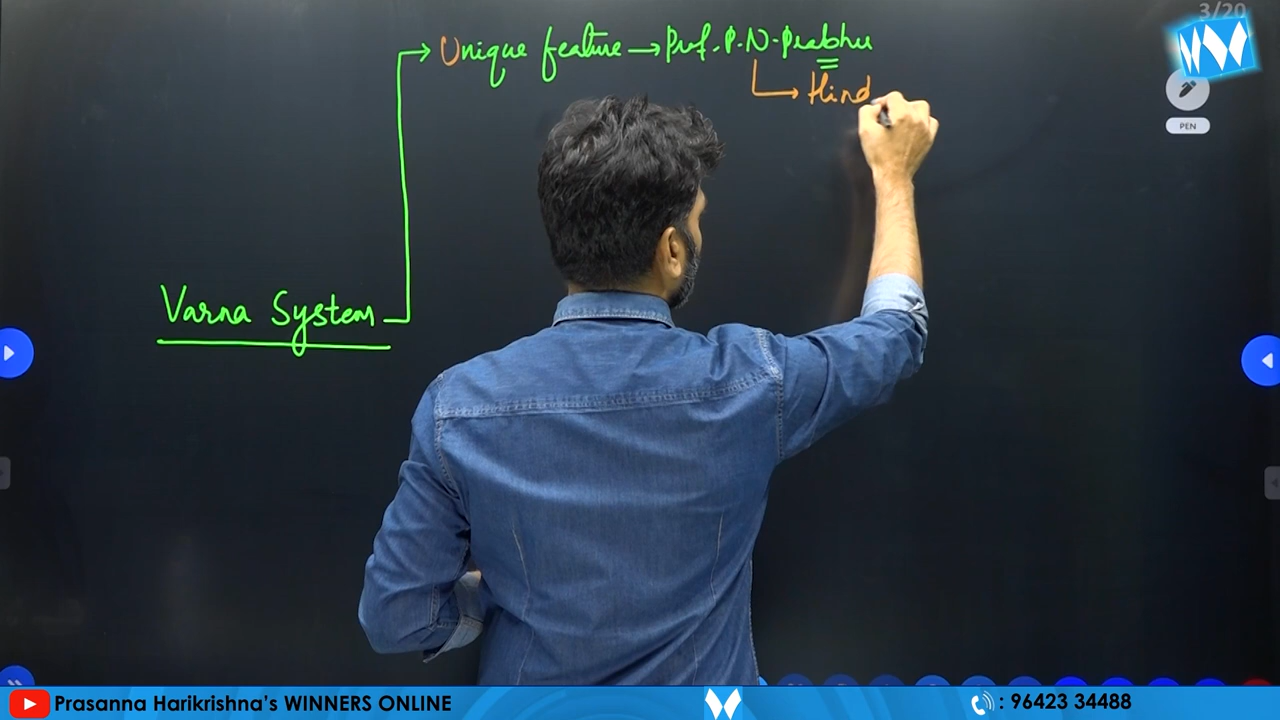 3/20
Unique feature → Prof. P. N. Prabhu
→ Hind
PEN
Varna System
Prasanna Harikrishna's WINNERS ONLINE
: 96423 34488